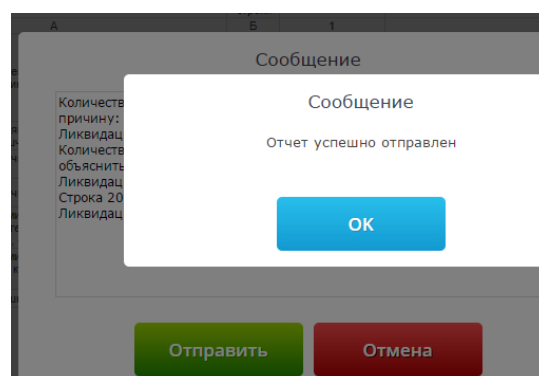 А Б 1
Сообщение
Сообщение
Количеств
причину:
Ликвидац
Количеств
объяснить
Ликвидац
Строка 20
Ликвидац
Отчет успешно отправлен
OK
Отправить Отмена